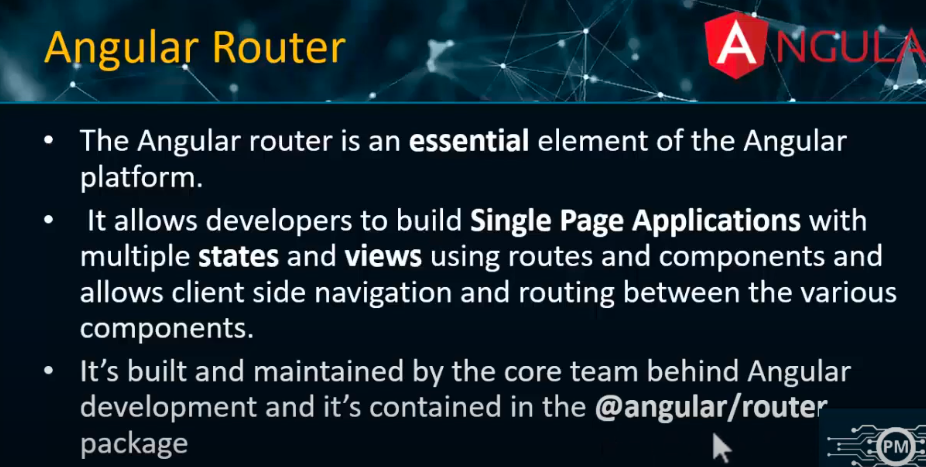 Angular Router
ANGULA
• The Angular router is an essential element of the Angular
platform.
• It allows developers to build Single Page Applications with
multiple states and views using routes and components and
allows client side navigation and routing between the various
components.
• It’s built and maintained by the core team behind Angular
development and it’s contained in the @angular/router
package
PM